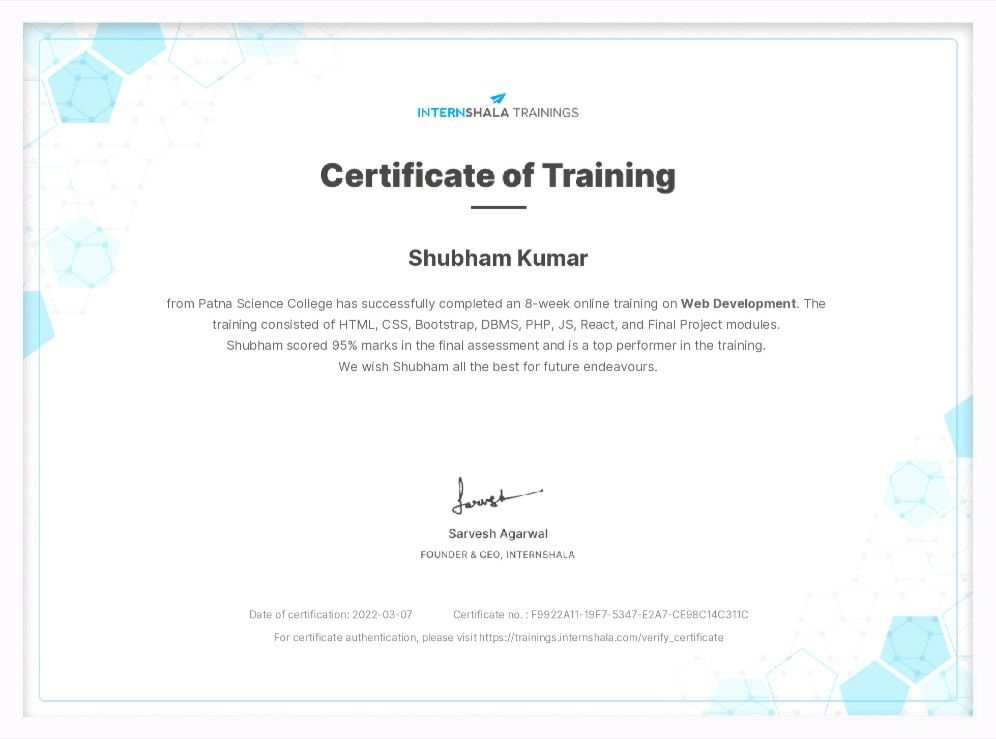 INTERNSHALA TRAININGS
Certificate of Training
Shubham Kumar
from Patna Science College has successfully completed an 8-week online training on Web Development. The
training consisted of HTML, CSS, Bootstrap, DBMS, PHP, JS, React, and Final Project modules.
Shubham scored 95% marks in the final assessment and is a top performer in the training.
We wish Shubham all the best for future endeavours.
Sarvesh
Sarvesh Agarwal
FOUNDER & CEO, INTERNSHALA
Date of certification: 2022-03-07 Certificate no. : F9922A11-19F7-5347-E2A7-CE98C14C311C
For certificate authentication, please visit https://trainings.internshala.com/verify_certificate